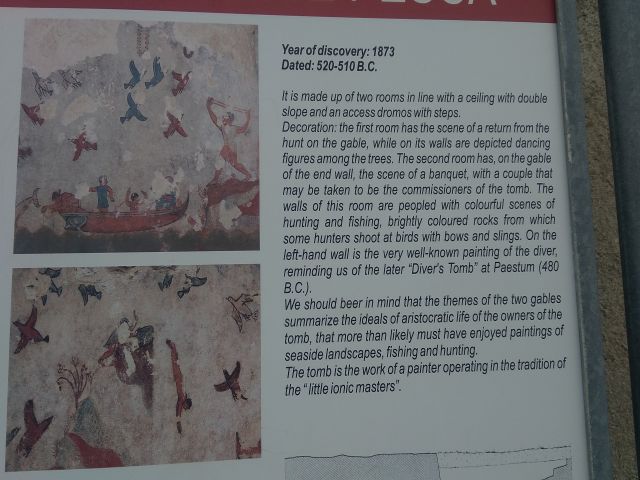 Year of discovery: 1873
Dated: 520-510 B.C.
It is made up of two rooms in line with a ceiling with double
slope and an access dromos with steps.
Decoration: the first room has the scene of a return from the
hunt on the gable, while on its walls are depicted dancing
figures among the trees. The second room has, on the gable
of the end wall, the scene of a banquet, with a couple that
may be taken to be the commissioners of the tomb. The
walls of this room are peopled with colourful scenes of
hunting and fishing, brightly coloured rocks from which
some hunters shoot at birds with bows and slings. On the
left-hand wall is the very well-known painting of the diver,
reminding us of the later “Diver's Tomb” at Paestum (480
B.C.).
We should beer in mind that the themes of the two gables
summarize the ideals of aristocratic life of the owners of the
tomb, that more than likely must have enjoyed paintings of
seaside landscapes, fishing and hunting.
The tomb is the work of a painter operating in the tradition of
the “ little ionic masters”.